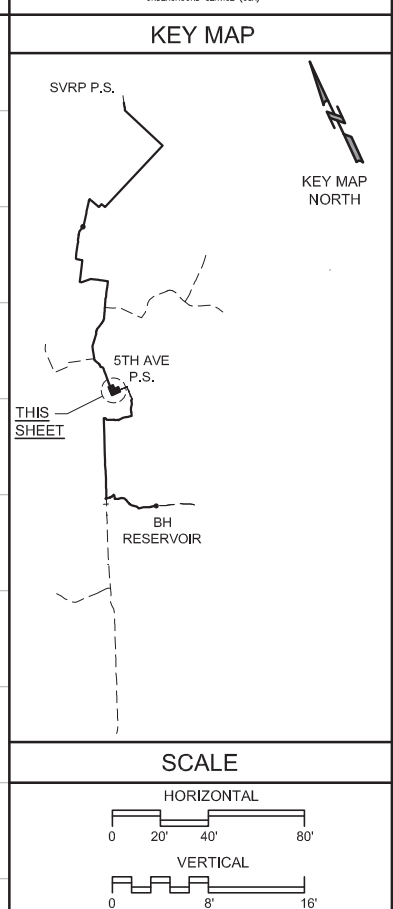 KEY MAP
SVRP P.S.
KEY MAP
NORTH
5TH AVE
P.S.
THIS
SHEET
BH
RESERVOIR
SCALE
HORIZONTAL
0 20' 40' 80'
VERTICAL
0 8' 16'